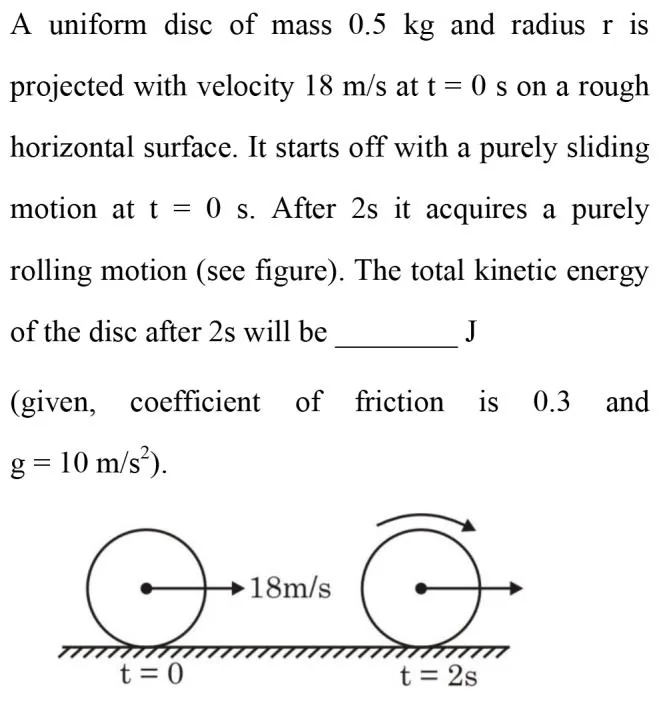 A uniform disc of mass 0.5 kg and radius r is
projected with velocity 18 m/s at t = 0 s on a rough
horizontal surface. It starts off with a purely sliding
motion at t = 0 s. After 2s it acquires a purely
rolling motion (see figure). The total kinetic energy
of the disc after 2s will be ________ J
(given, coefficient of friction is 0.3 and
g = 10 m/s²).
18m/s
t = 0 t = 2s